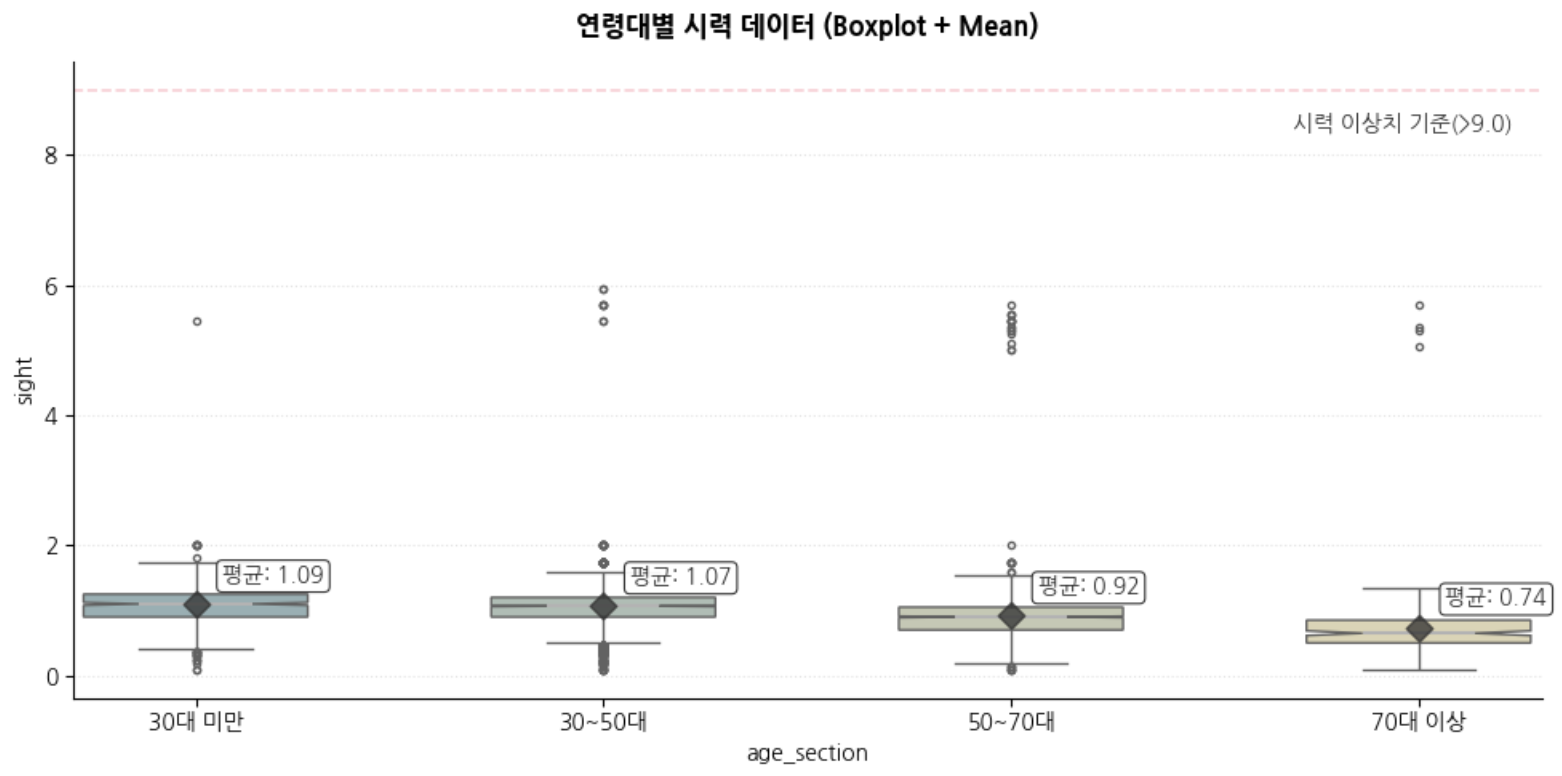 연령대별 시력 데이터 (Boxplot + Mean)
시력 이상치 기준(>9.0)
8
6
4
2
0
sight
평균: 1.09
평균: 1.07
평균: 0.92
평균: 0.74
30대 미만
30~50대
50~70대
70대 이상
age_section